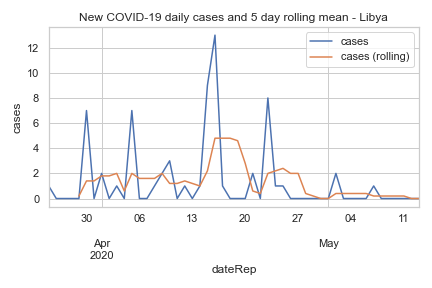 New COVID-19 daily cases and 5 day rolling mean - Libya
cases
cases (rolling)
cases
12
10
8
6
4
2
0
30 06 13 20 27 04 11
Apr May
2020
dateRep